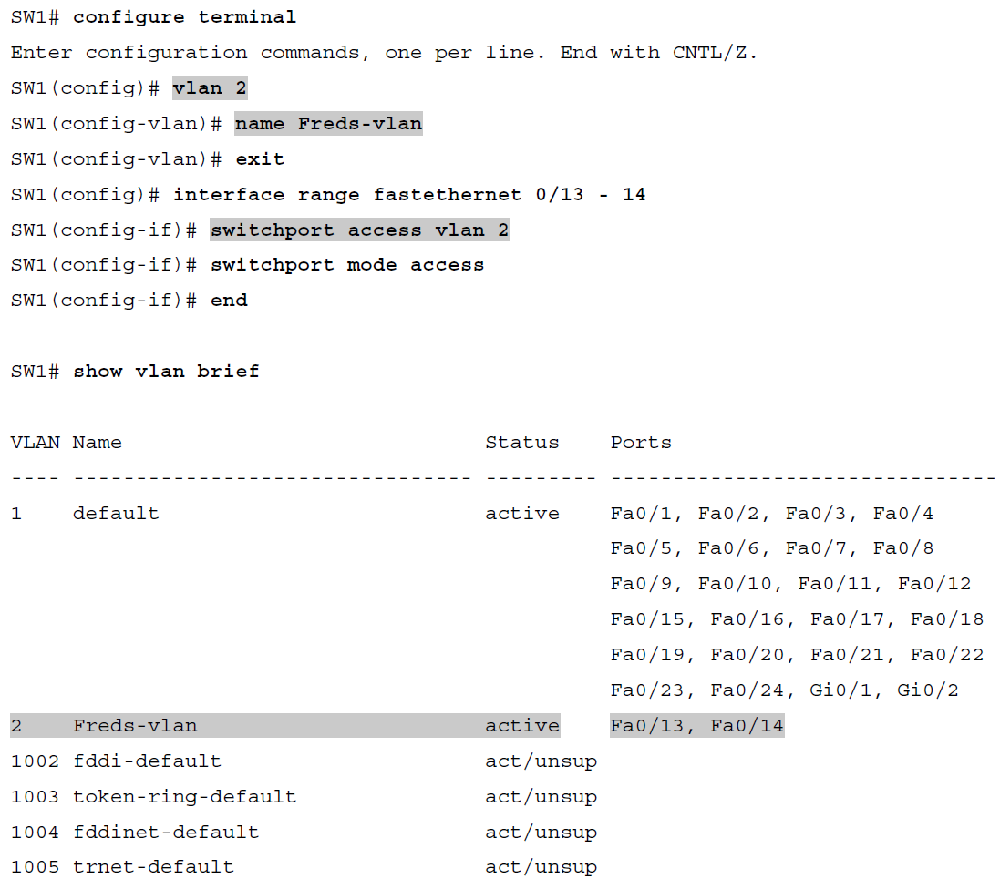 SW1# configure terminal
Enter configuration commands, one per line. End with CNTL/Z.
SW1(config)# vlan 2
SW1(config-vlan)# name Freds-vlan
SW1(config-vlan)# exit
SW1(config)# interface range fastethernet 0/13 - 14
SW1(config-if)# switchport access vlan 2
SW1(config-if)# switchport mode access
SW1(config-if)# end
SW1# show vlan brief
VLAN Name                             Status    Ports
---- -------------------------------- --------- -------------------------------
1    default                          active    Fa0/1, Fa0/2, Fa0/3, Fa0/4
                                                Fa0/5, Fa0/6, Fa0/7, Fa0/8
                                                Fa0/9, Fa0/10, Fa0/11, Fa0/12
                                                Fa0/15, Fa0/16, Fa0/17, Fa0/18
                                                Fa0/19, Fa0/20, Fa0/21, Fa0/22
                                                Fa0/23, Fa0/24, Gi0/1, Gi0/2
2    Freds-vlan                       active    Fa0/13, Fa0/14
1002 fddi-default                     act/unsup
1003 token-ring-default               act/unsup
1004 fddinet-default                  act/unsup
1005 trnet-default                    act/unsup